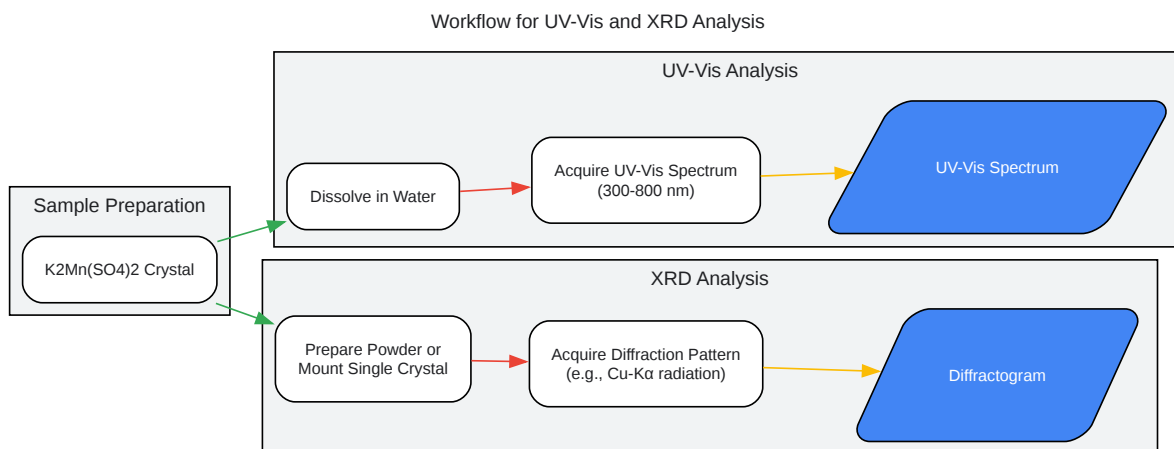 Workflow for UV-Vis and XRD Analysis
UV-Vis Analysis
Dissolve in Water
Acquire UV-Vis Spectrum
(300-800 nm)
UV-Vis Spectrum
Sample Preparation
K2Mn(SO4)2 Crystal
XRD Analysis
Prepare Powder or
Mount Single Crystal
Acquire Diffraction Pattern
(e.g., Cu-Kα radiation)
Diffractogram